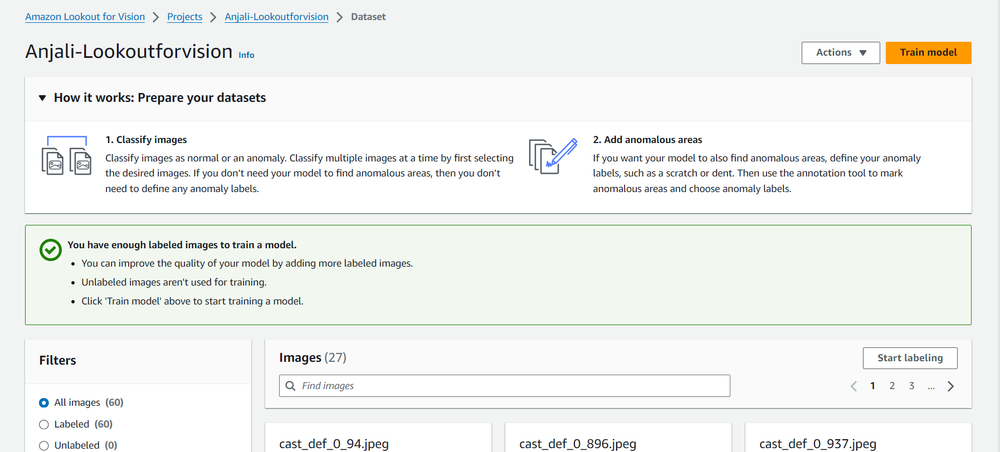 Amazon Lookout for Vision > Projects > Anjali-Lookoutforvision > Dataset
Anjali-Lookoutforvision Info
Actions ▼ Train model
▼ How it works: Prepare your datasets
1. Classify images
Classify images as normal or an anomaly. Classify multiple images at a time by first selecting
the desired images. If you don’t need your model to find anomalous areas, then you don’t
need to define any anomaly labels.
2. Add anomalous areas
If you want your model to also find anomalous areas, define your anomaly
labels, such as a scratch or dent. Then use the annotation tool to mark
anomalous areas and choose anomaly labels.
You have enough labeled images to train a model.
• You can improve the quality of your model by adding more labeled images.
• Unlabeled images aren't used for training.
• Click 'Train model' above to start training a model.
Filters
All images (60)
Labeled (60)
Unlabeled (0)
Images (27)
Start labeling
Find images
< 1 2 3 ... >
cast_def_0_94.jpeg
cast_def_0_896.jpeg
cast_def_0_937.jpeg